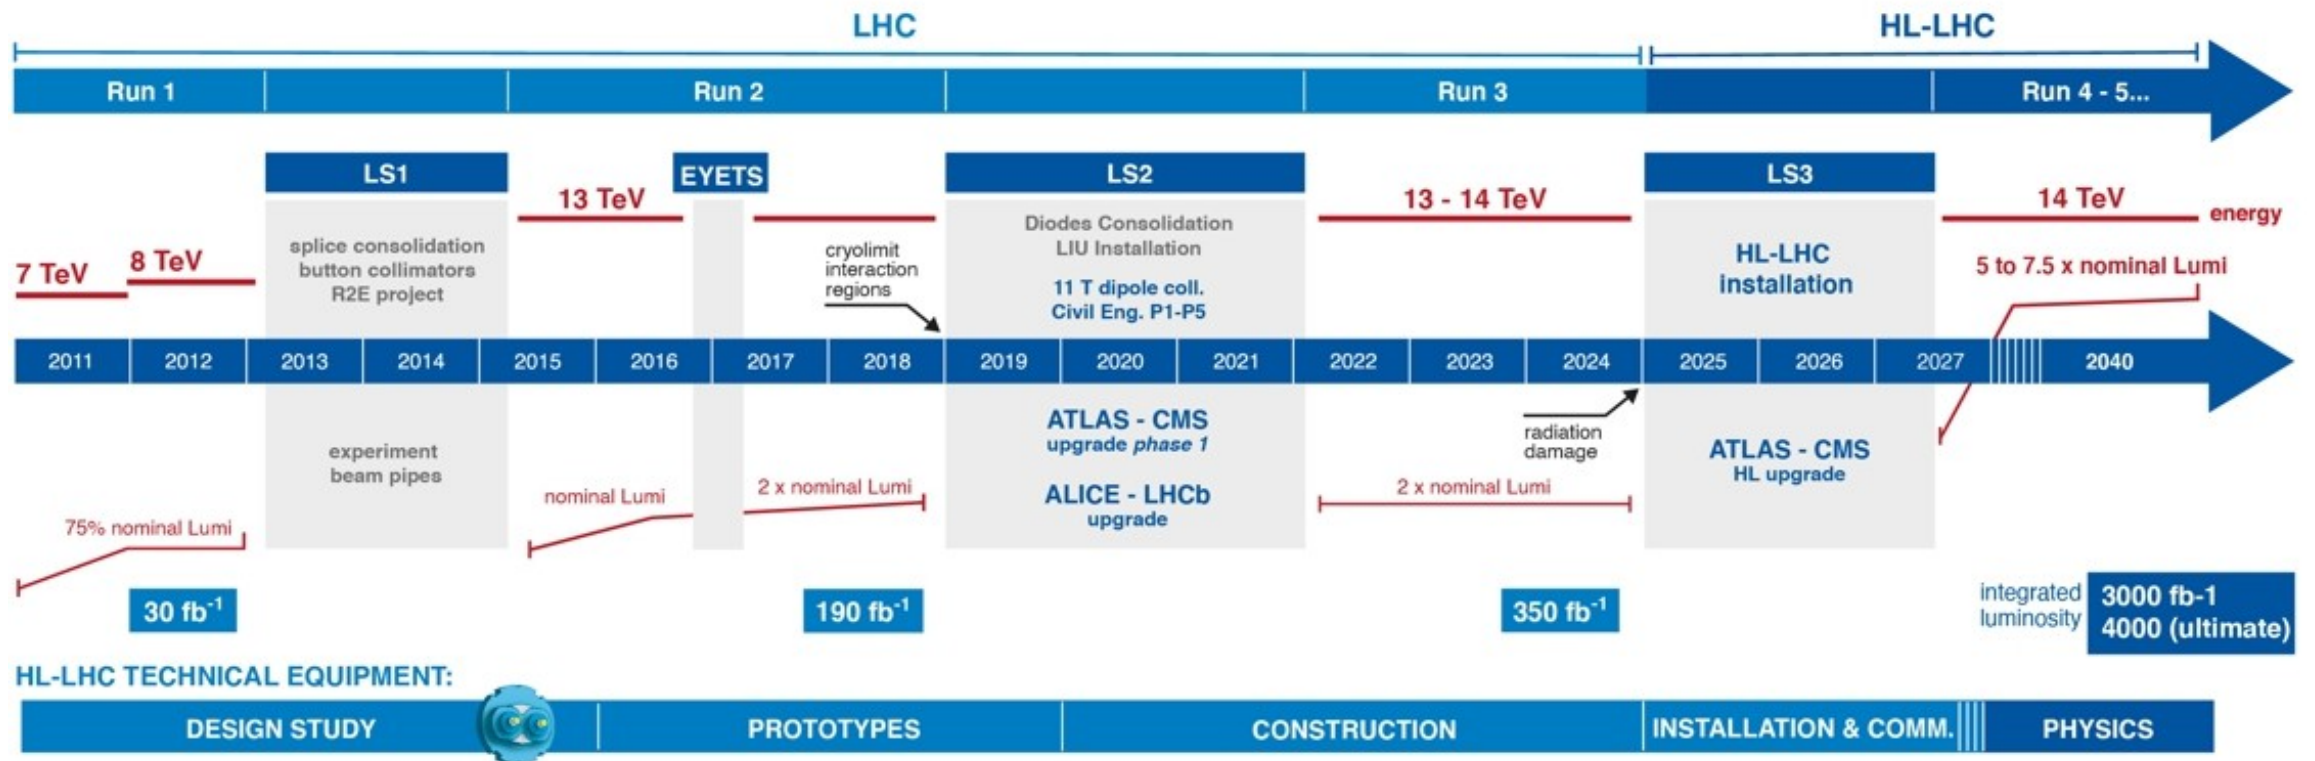 LHC
HL-LHC
Run 1
Run 2
Run 3
Run 4 - 5...
LS1
EYETS
LS2
LS3
13 TeV
13 - 14 TeV
14 TeV
energy
7 TeV
8 TeV
splice consolidation
button collimators
R2E project
cryolimit
interaction
regions
Diodes Consolidation
LIU Installation
11 T dipole coll.
Civil Eng. P1-P5
HL-LHC
installation
5 to 7.5 x nominal Lumi
2011
2012
2013
2014
2015
2016
2017
2018
2019
2020
2021
2022
2023
2024
2025
2026
2027
2040
experiment
beam pipes
ATLAS - CMS
upgrade phase 1
ALICE - LHCb
upgrade
radiation
damage
ATLAS - CMS
HL upgrade
75% nominal Lumi
nominal Lumi
2 x nominal Lumi
2 x nominal Lumi
30 fb⁻¹
190 fb⁻¹
350 fb⁻¹
integrated
luminosity
3000 fb-1
4000 (ultimate)
HL-LHC TECHNICAL EQUIPMENT:
DESIGN STUDY
PROTOTYPES
CONSTRUCTION
INSTALLATION & COMM.
PHYSICS